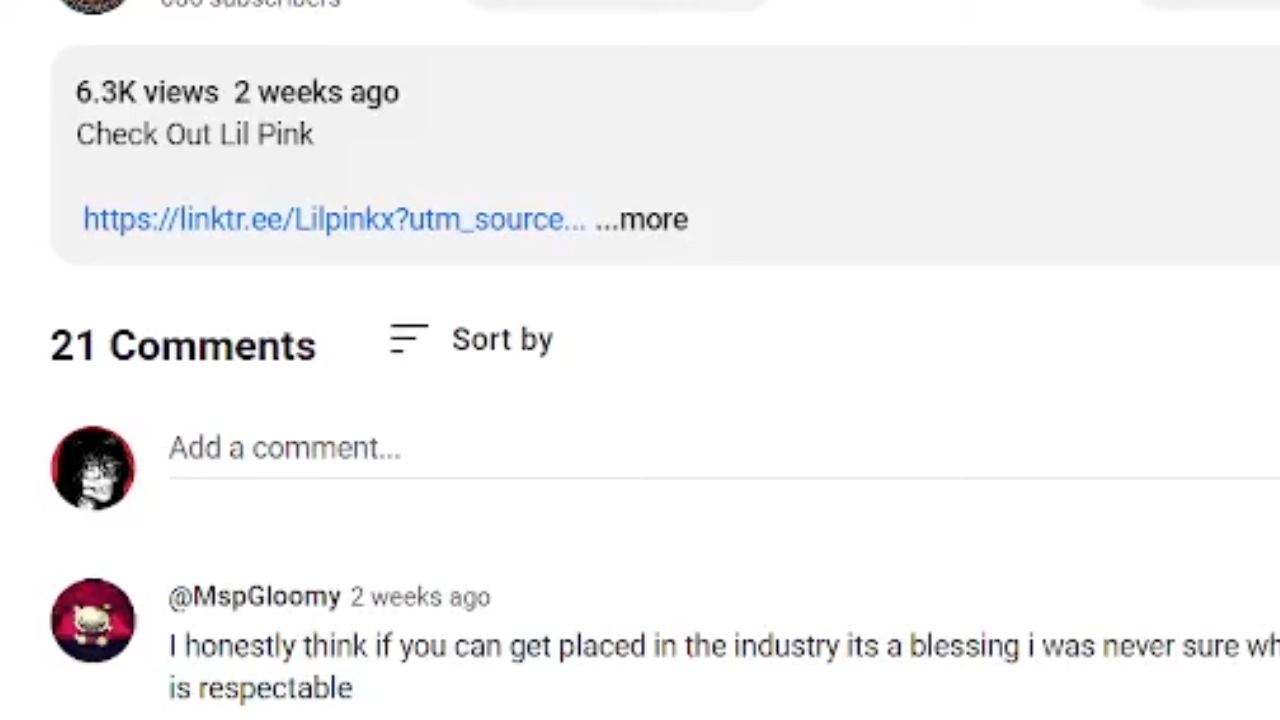 subscribers
6.3K views 2 weeks ago
Check Out Lil Pink
https://linktr.ee/Lilpinkx?utm_source... ...more
21 Comments
Sort by
Add a comment...
@MspGloomy 2 weeks ago
I honestly think if you can get placed in the industry its a blessing i was never sure
is respectable